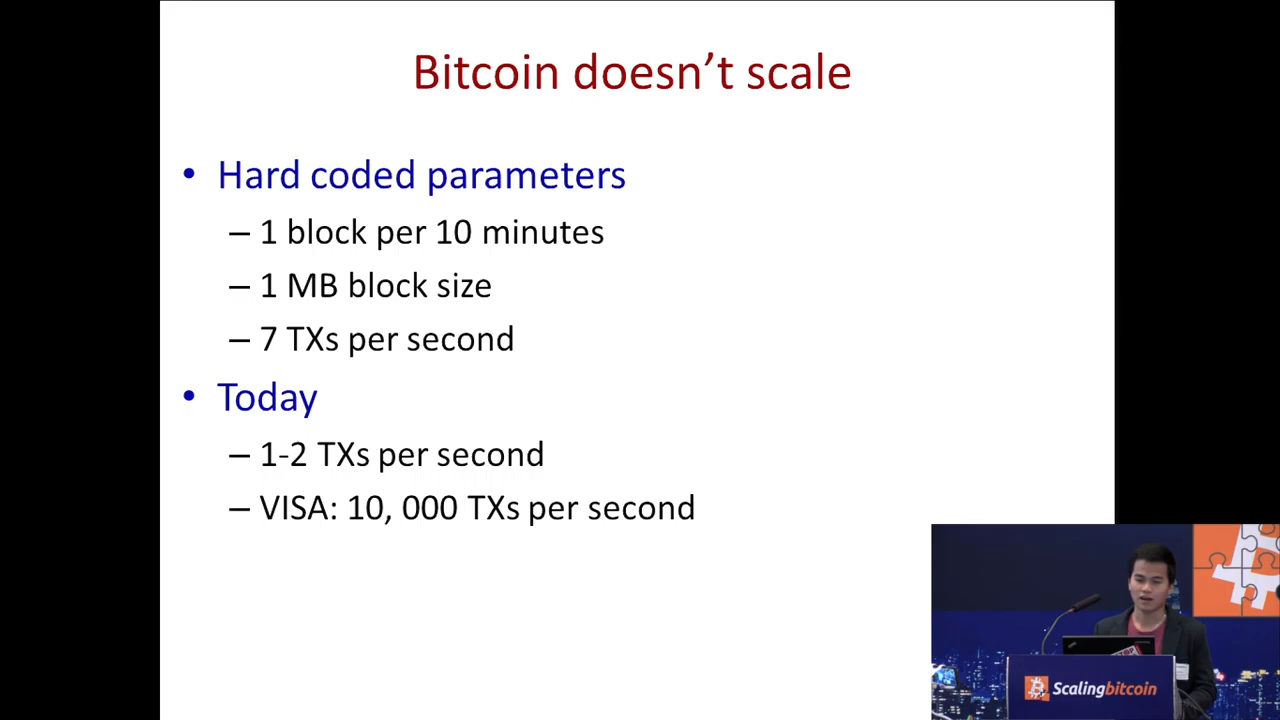 Bitcoin doesn’t scale
• Hard coded parameters
– 1 block per 10 minutes
– 1 MB block size
– 7 TXs per second
• Today
– 1-2 TXs per second
– VISA: 10, 000 TXs per second
Scalingbitcoin